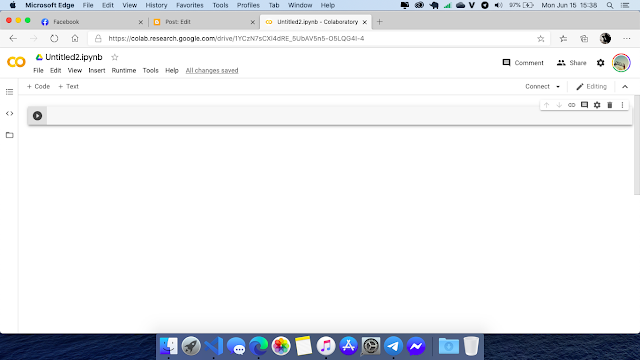 Microsoft Edge File Edit View History Favorites Tools Profiles Tab Window Help 97% Mon Jun 15 15:38
Facebook Post: Edit Untitled2.ipynb - Colaboratory
https://colab.research.google.com/drive/1YCzN7sCXl4dRE_5UbAV5n5-O5LQG4I-4
Untitled2.ipynb
Comment Share
File Edit View Insert Runtime Tools Help All changes saved
+ Code + Text Connect Editing